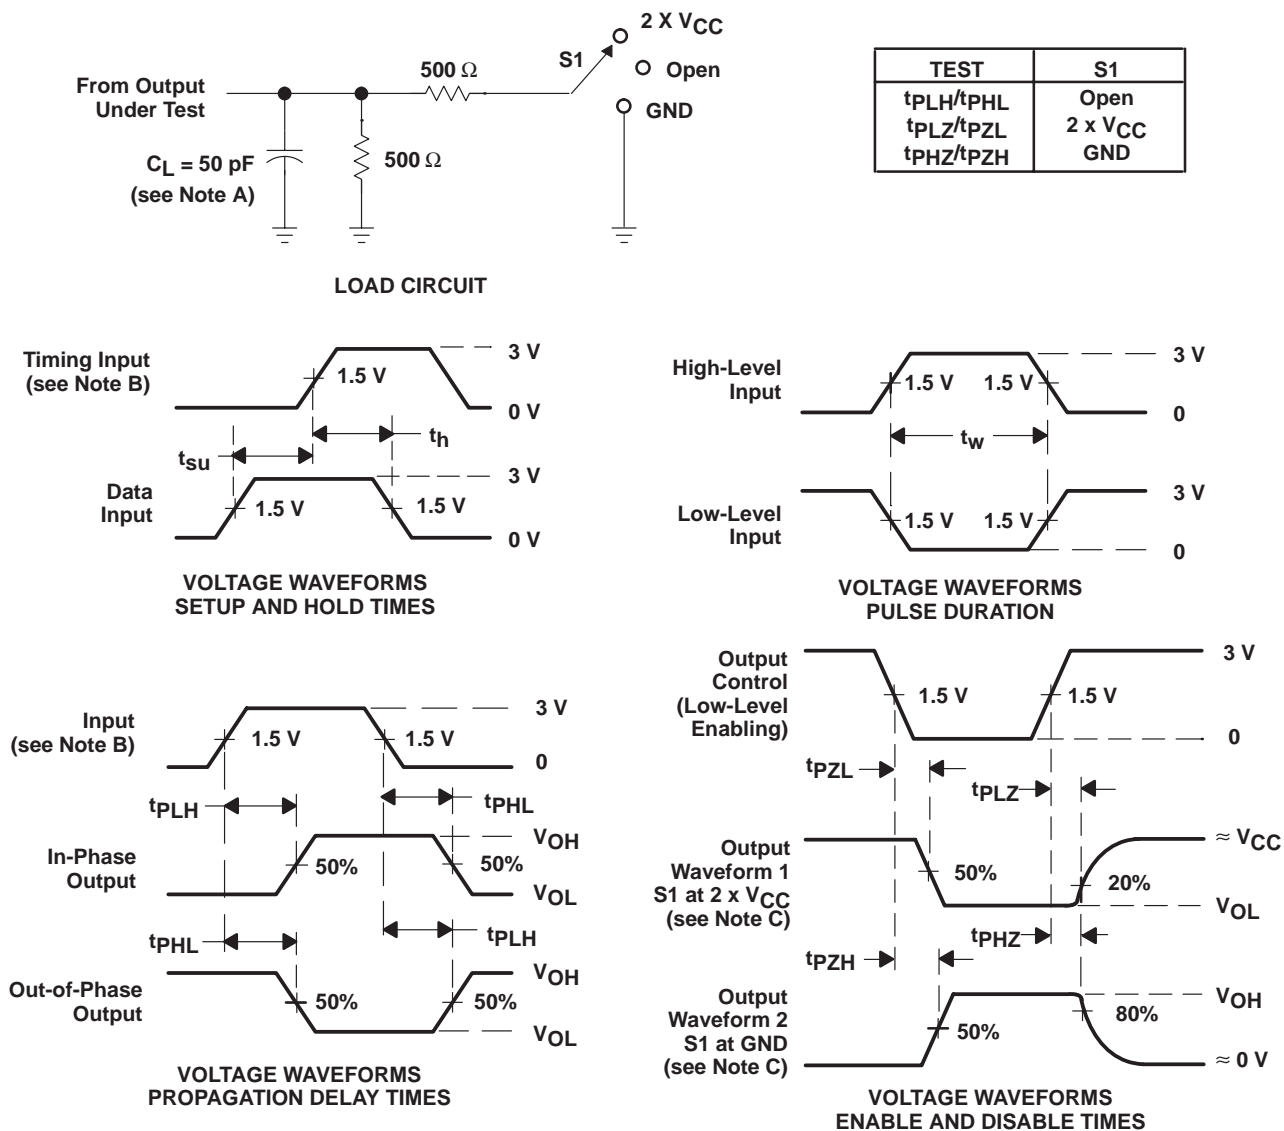 2 X VCC
S1
Open
GND
500 Ω
From Output
Under Test
500 Ω
CL = 50 pF
(see Note A)
LOAD CIRCUIT
TEST S1
tPLH/tPHL Open
tPLZ/tPZL 2 x VCC
tPHZ/tPZH GND
Timing Input
(see Note B)
1.5 V
3 V
0 V
th
tsu
Data
Input
1.5 V
1.5 V
3 V
0 V
VOLTAGE WAVEFORMS
SETUP AND HOLD TIMES
High-Level
Input
1.5 V
1.5 V
3 V
0
tw
Low-Level
Input
1.5 V
1.5 V
3 V
0
VOLTAGE WAVEFORMS
PULSE DURATION
Input
(see Note B)
1.5 V
1.5 V
3 V
0
tPLH
tPHL
In-Phase
Output
50%
50%
VOH
VOL
tPHL
tPLH
Out-of-Phase
Output
50%
50%
VOH
VOL
VOLTAGE WAVEFORMS
PROPAGATION DELAY TIMES
Output
Control
(Low-Level
Enabling)
1.5 V
1.5 V
3 V
0
tPZL
tPLZ
Output
Waveform 1
S1 at 2 x VCC
(see Note C)
50%
20%
≈ VCC
VOL
tPZH
tPHZ
Output
Waveform 2
S1 at GND
(see Note C)
50%
80%
VOH
≈ 0 V
VOLTAGE WAVEFORMS
ENABLE AND DISABLE TIMES